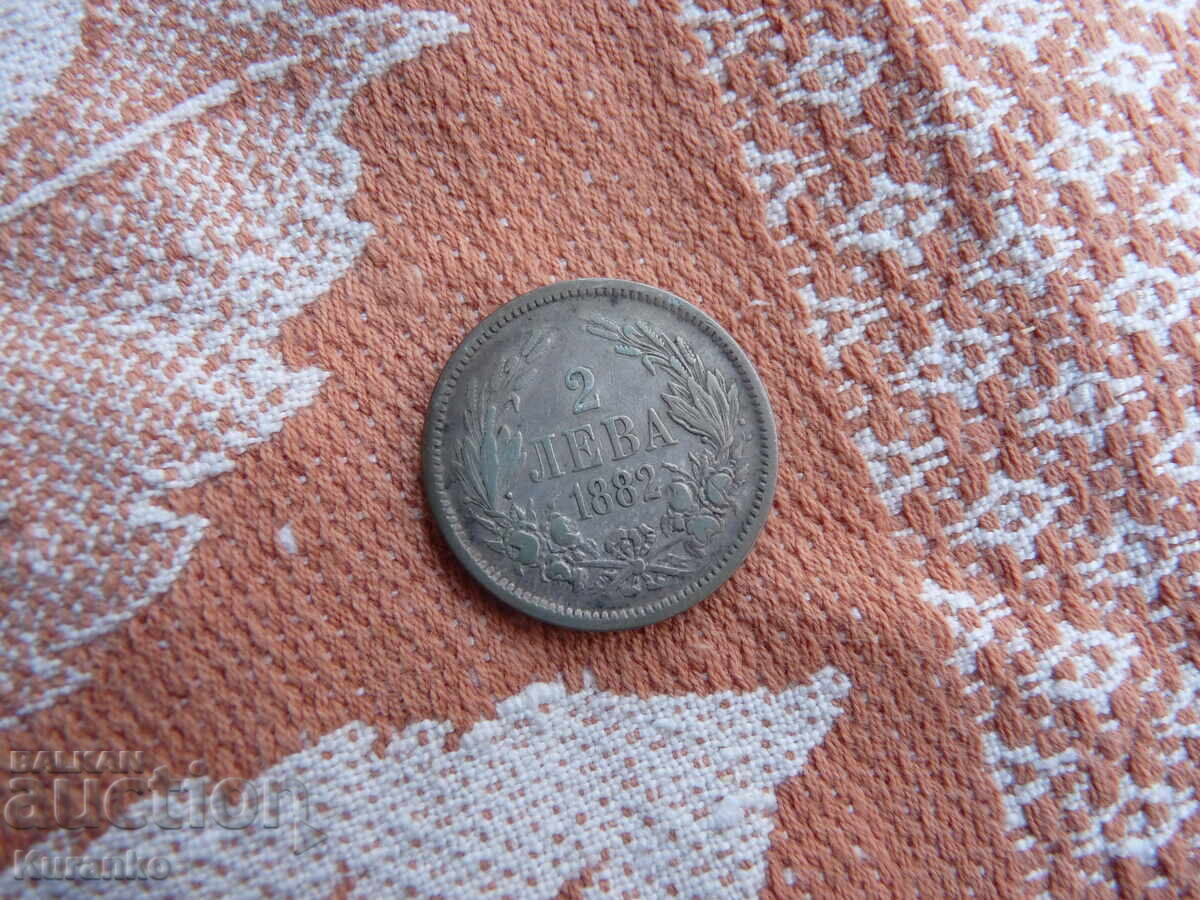 2
ЛЕВА
1882
BALKAN
auction
Kuranko